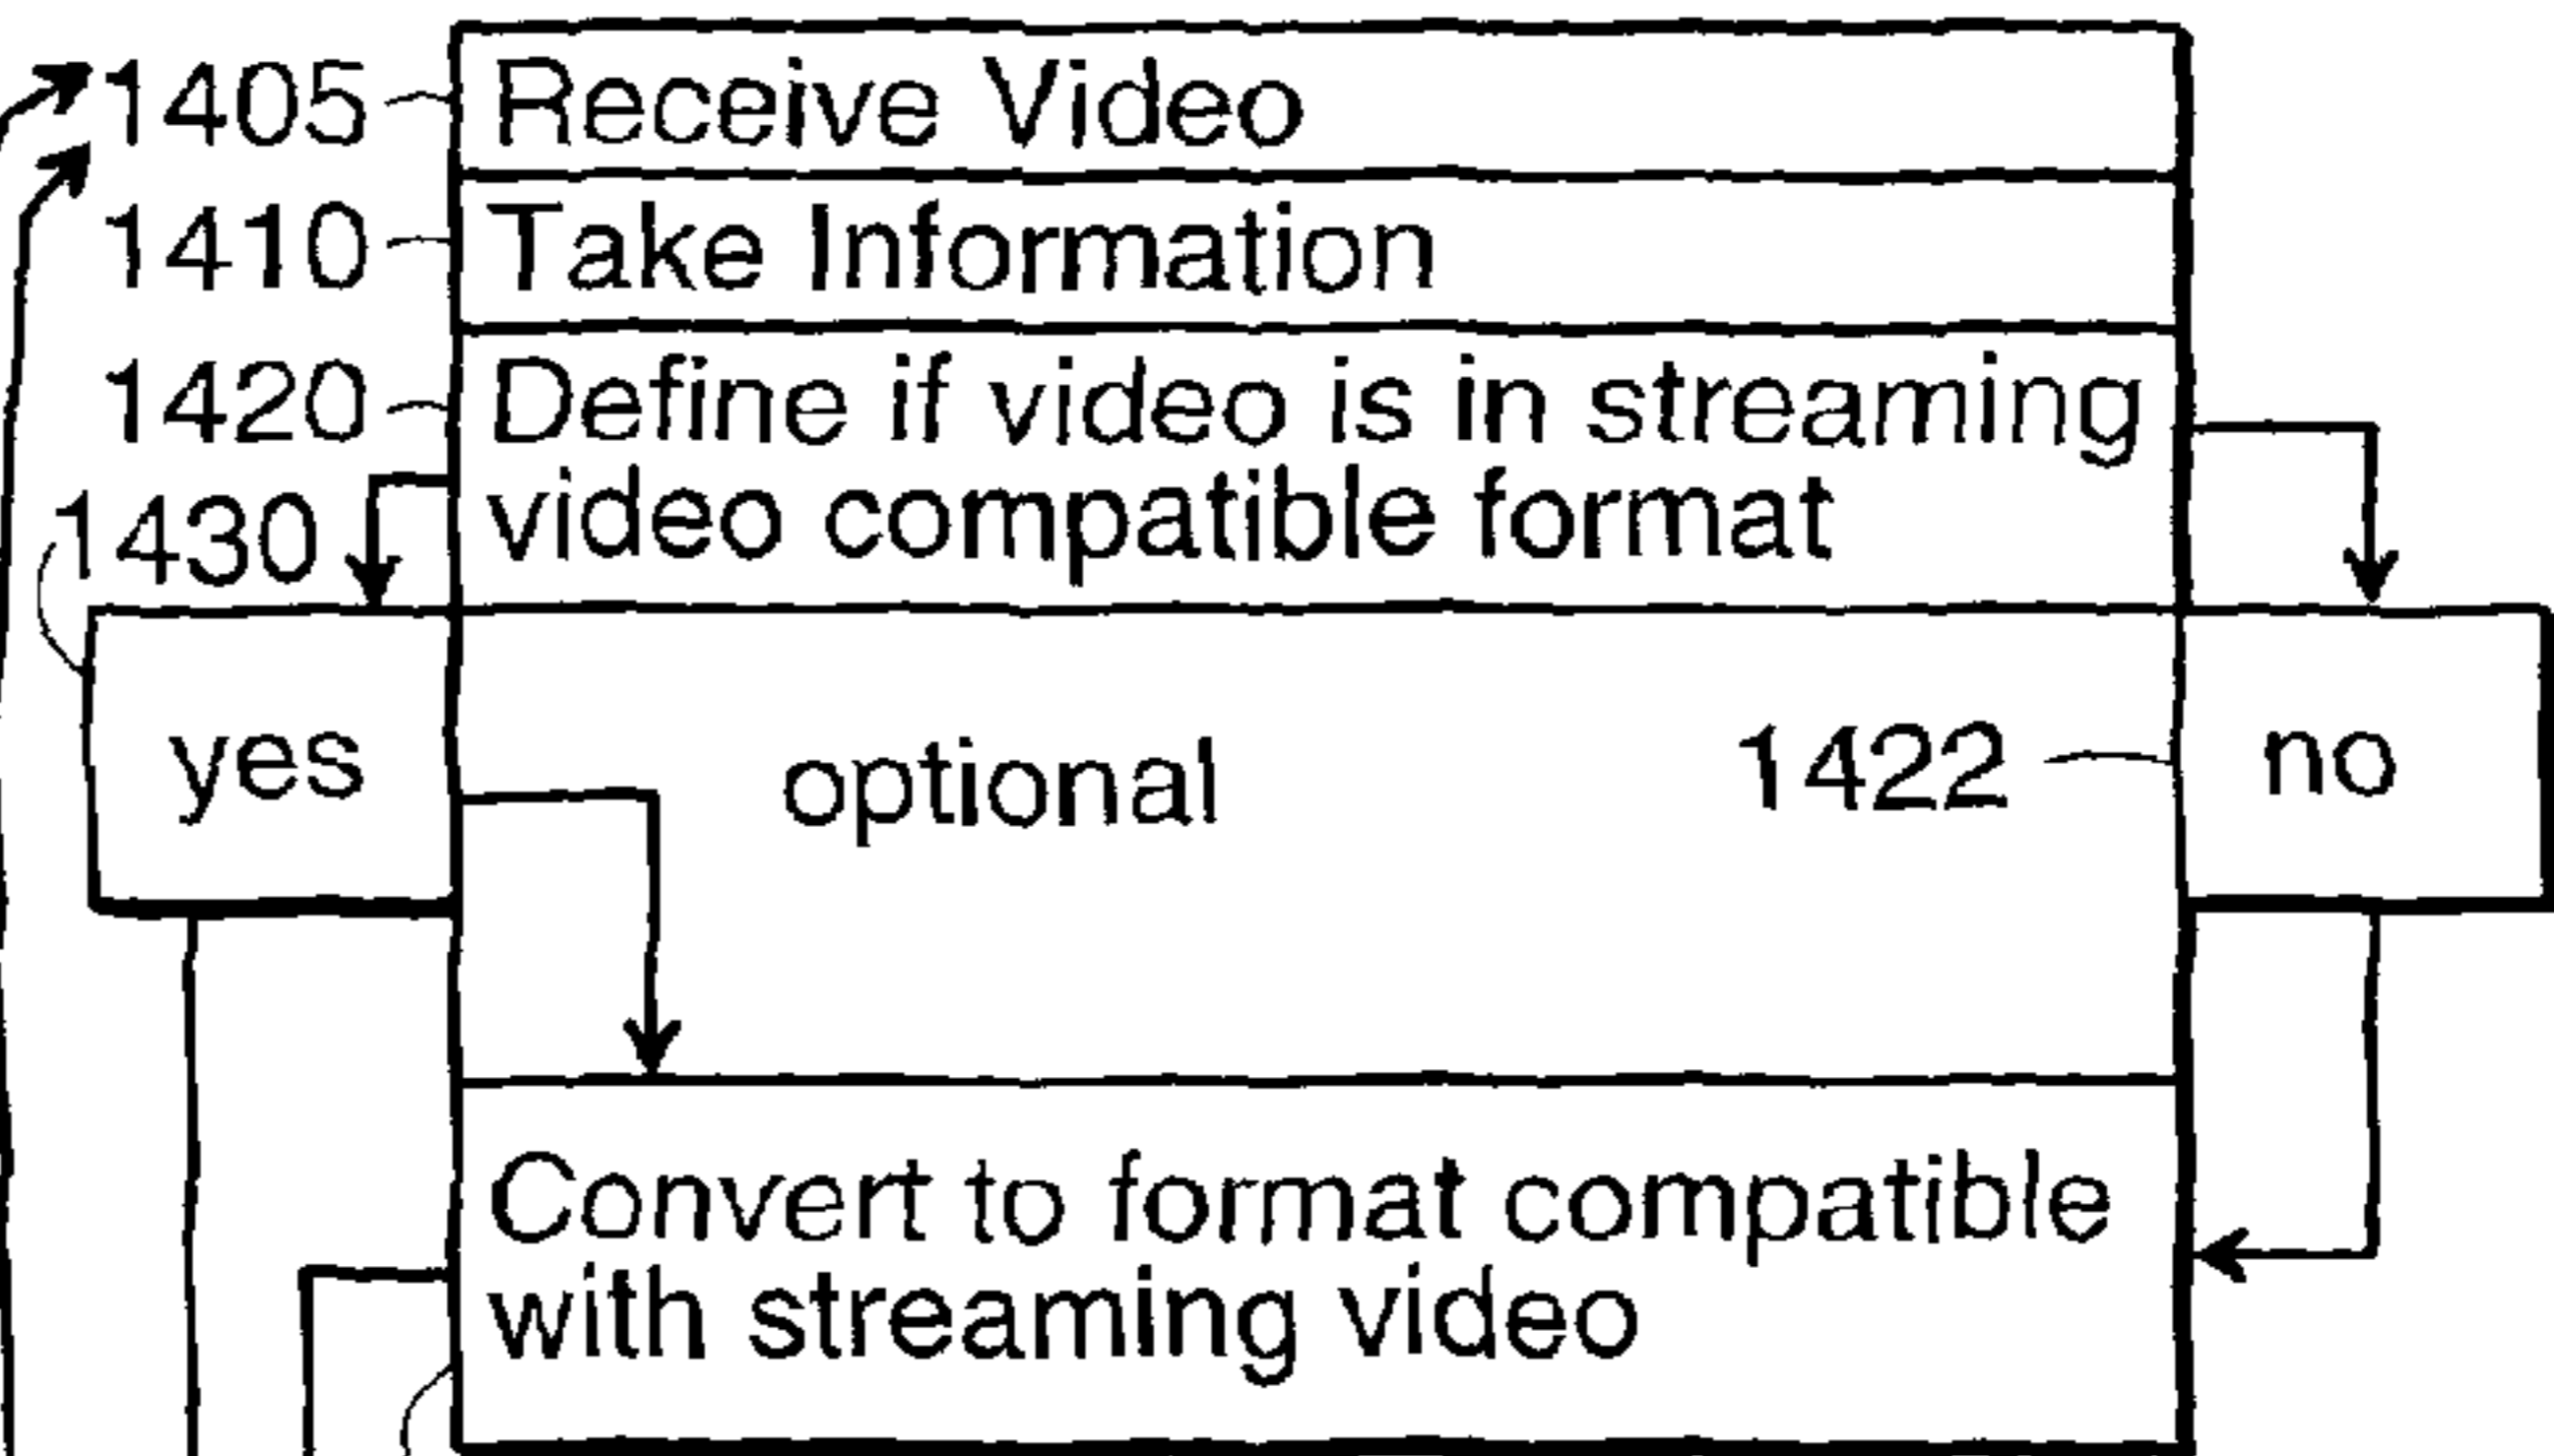 1405 Receive Video
1410 Take Information
1420 Define if video is in streaming
1430 video compatible format
yes optional 1422 no
Convert to format compatible
with streaming video